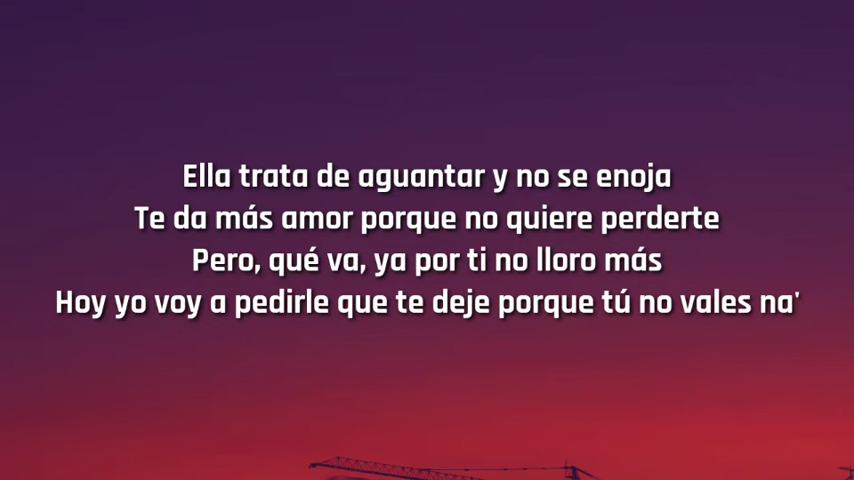 Ella trata de aguantar y no se enoja
Te da más amor porque no quiere perderte
Pero, qué va, ya por ti no lloro más
Hoy yo voy a pedirle que te deje porque tú no vales na'